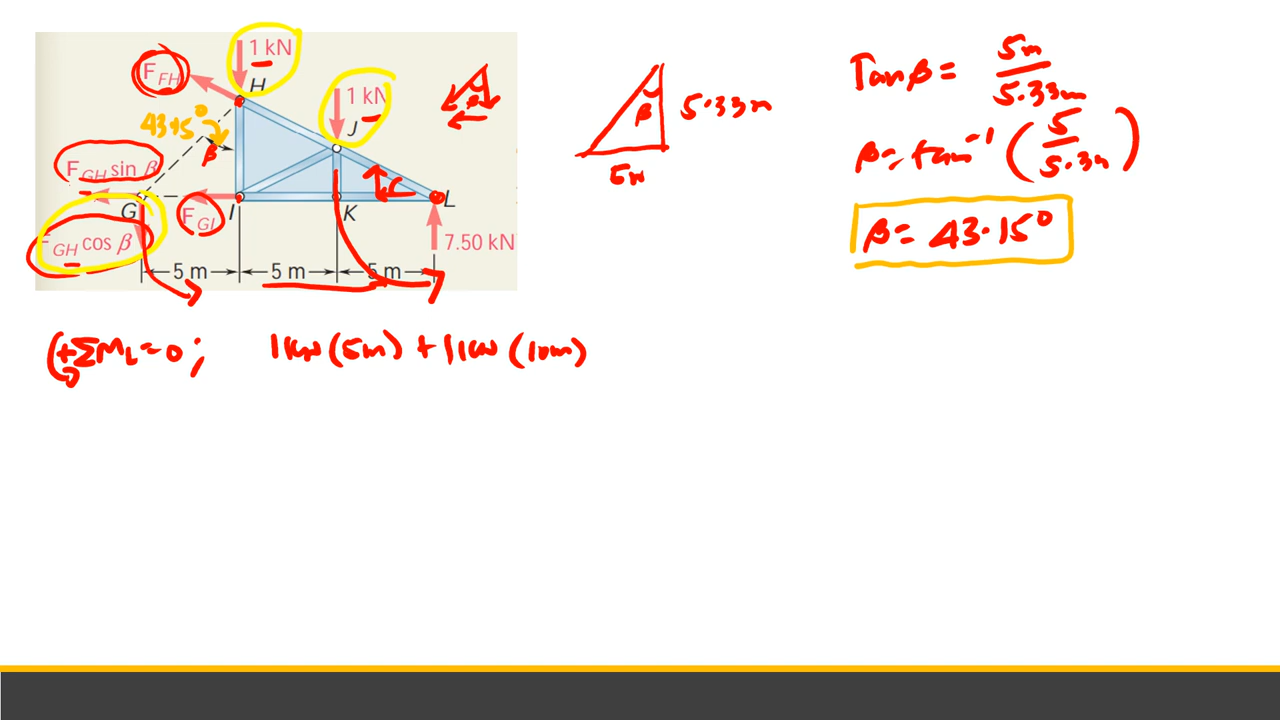 1 kN
F_FH
H
1 kN
J
43.15°
β
β
F_GH sin β
G
F_GI
I
K
L
F_GH cos β
7.50 kN
5 m
5 m
5 m
β
5.33m
5m
Tanβ = 5m/5.33m
β = tan⁻¹ (5/5.33)
β = 43.15°
(+ΣM_L = 0; 1kN (5m) + 1kN (10m)